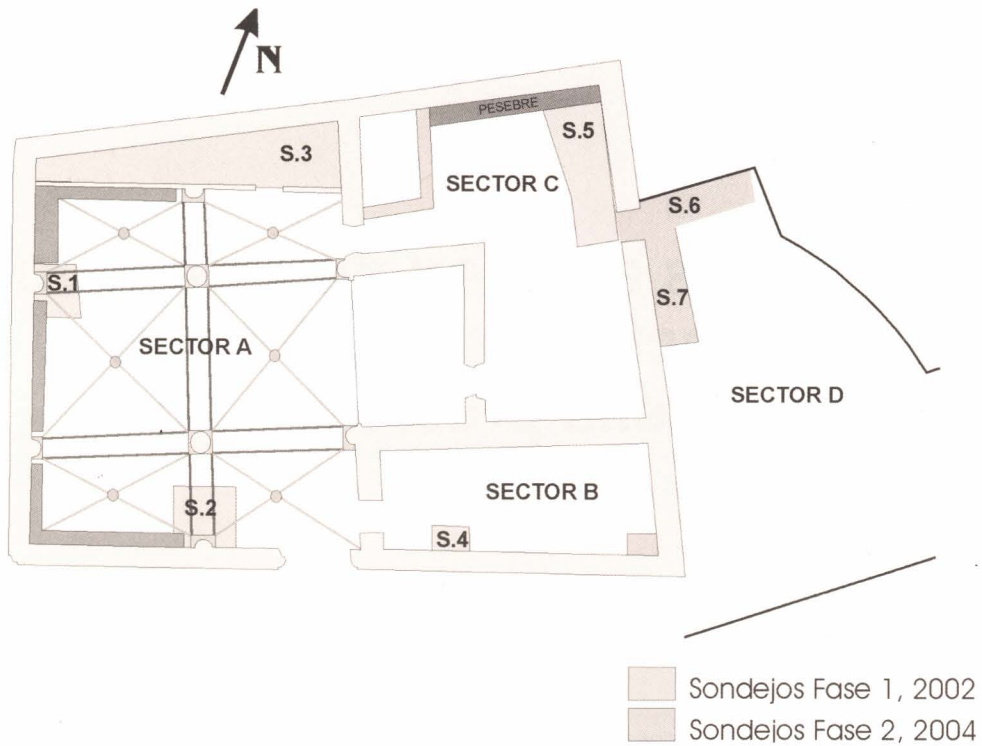 N
PESEBRE
S.5
S.3
SECTOR C
S.6
S.1
S.7
SECTOR A
SECTOR D
SECTOR B
S.2
S.4
Sondejos Fase 1, 2002
Sondejos Fase 2, 2004